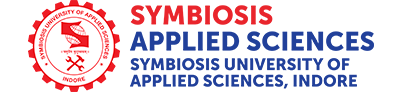 SYMBIOSIS UNIVERSITY OF APPLIED SCIENCES
INDORE
SYMBIOSIS
APPLIED SCIENCES
SYMBIOSIS UNIVERSITY OF
APPLIED SCIENCES, INDORE